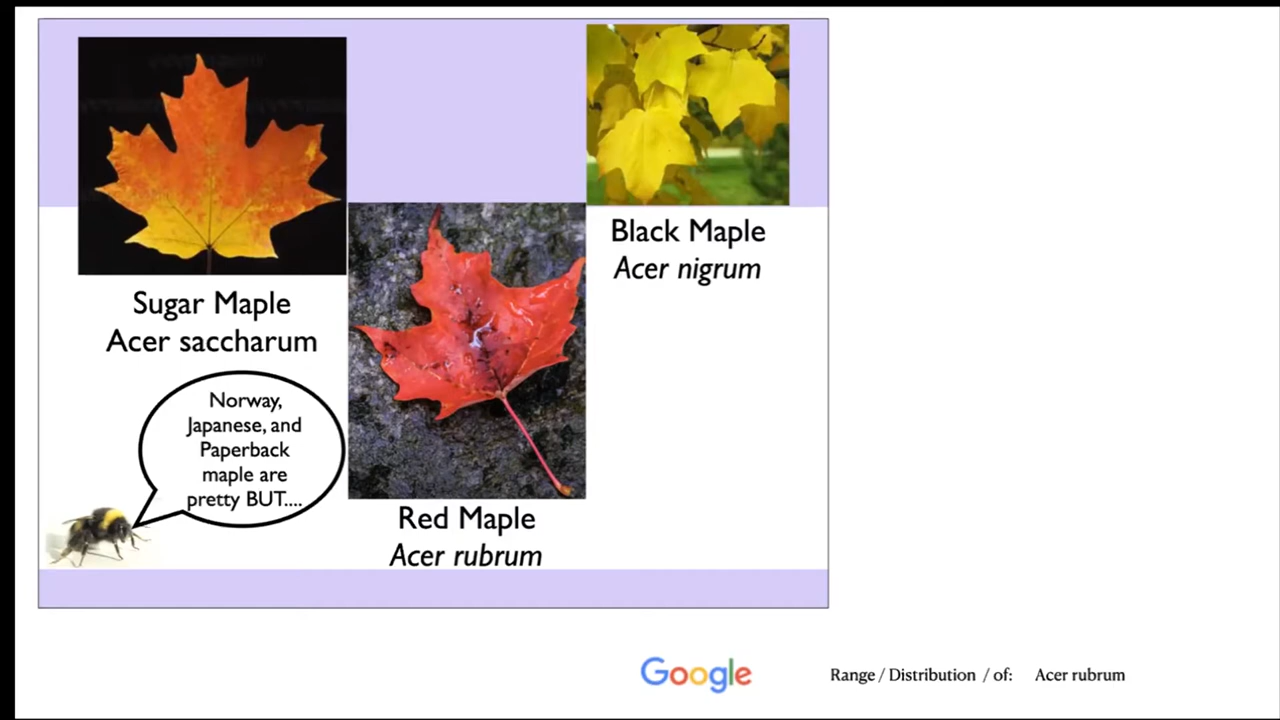 Sugar Maple
Acer saccharum
Black Maple
Acer nigrum
Norway,
Japanese, and
Paperback
maple are
pretty BUT....
Red Maple
Acer rubrum
Google
Range / Distribution / of: Acer rubrum